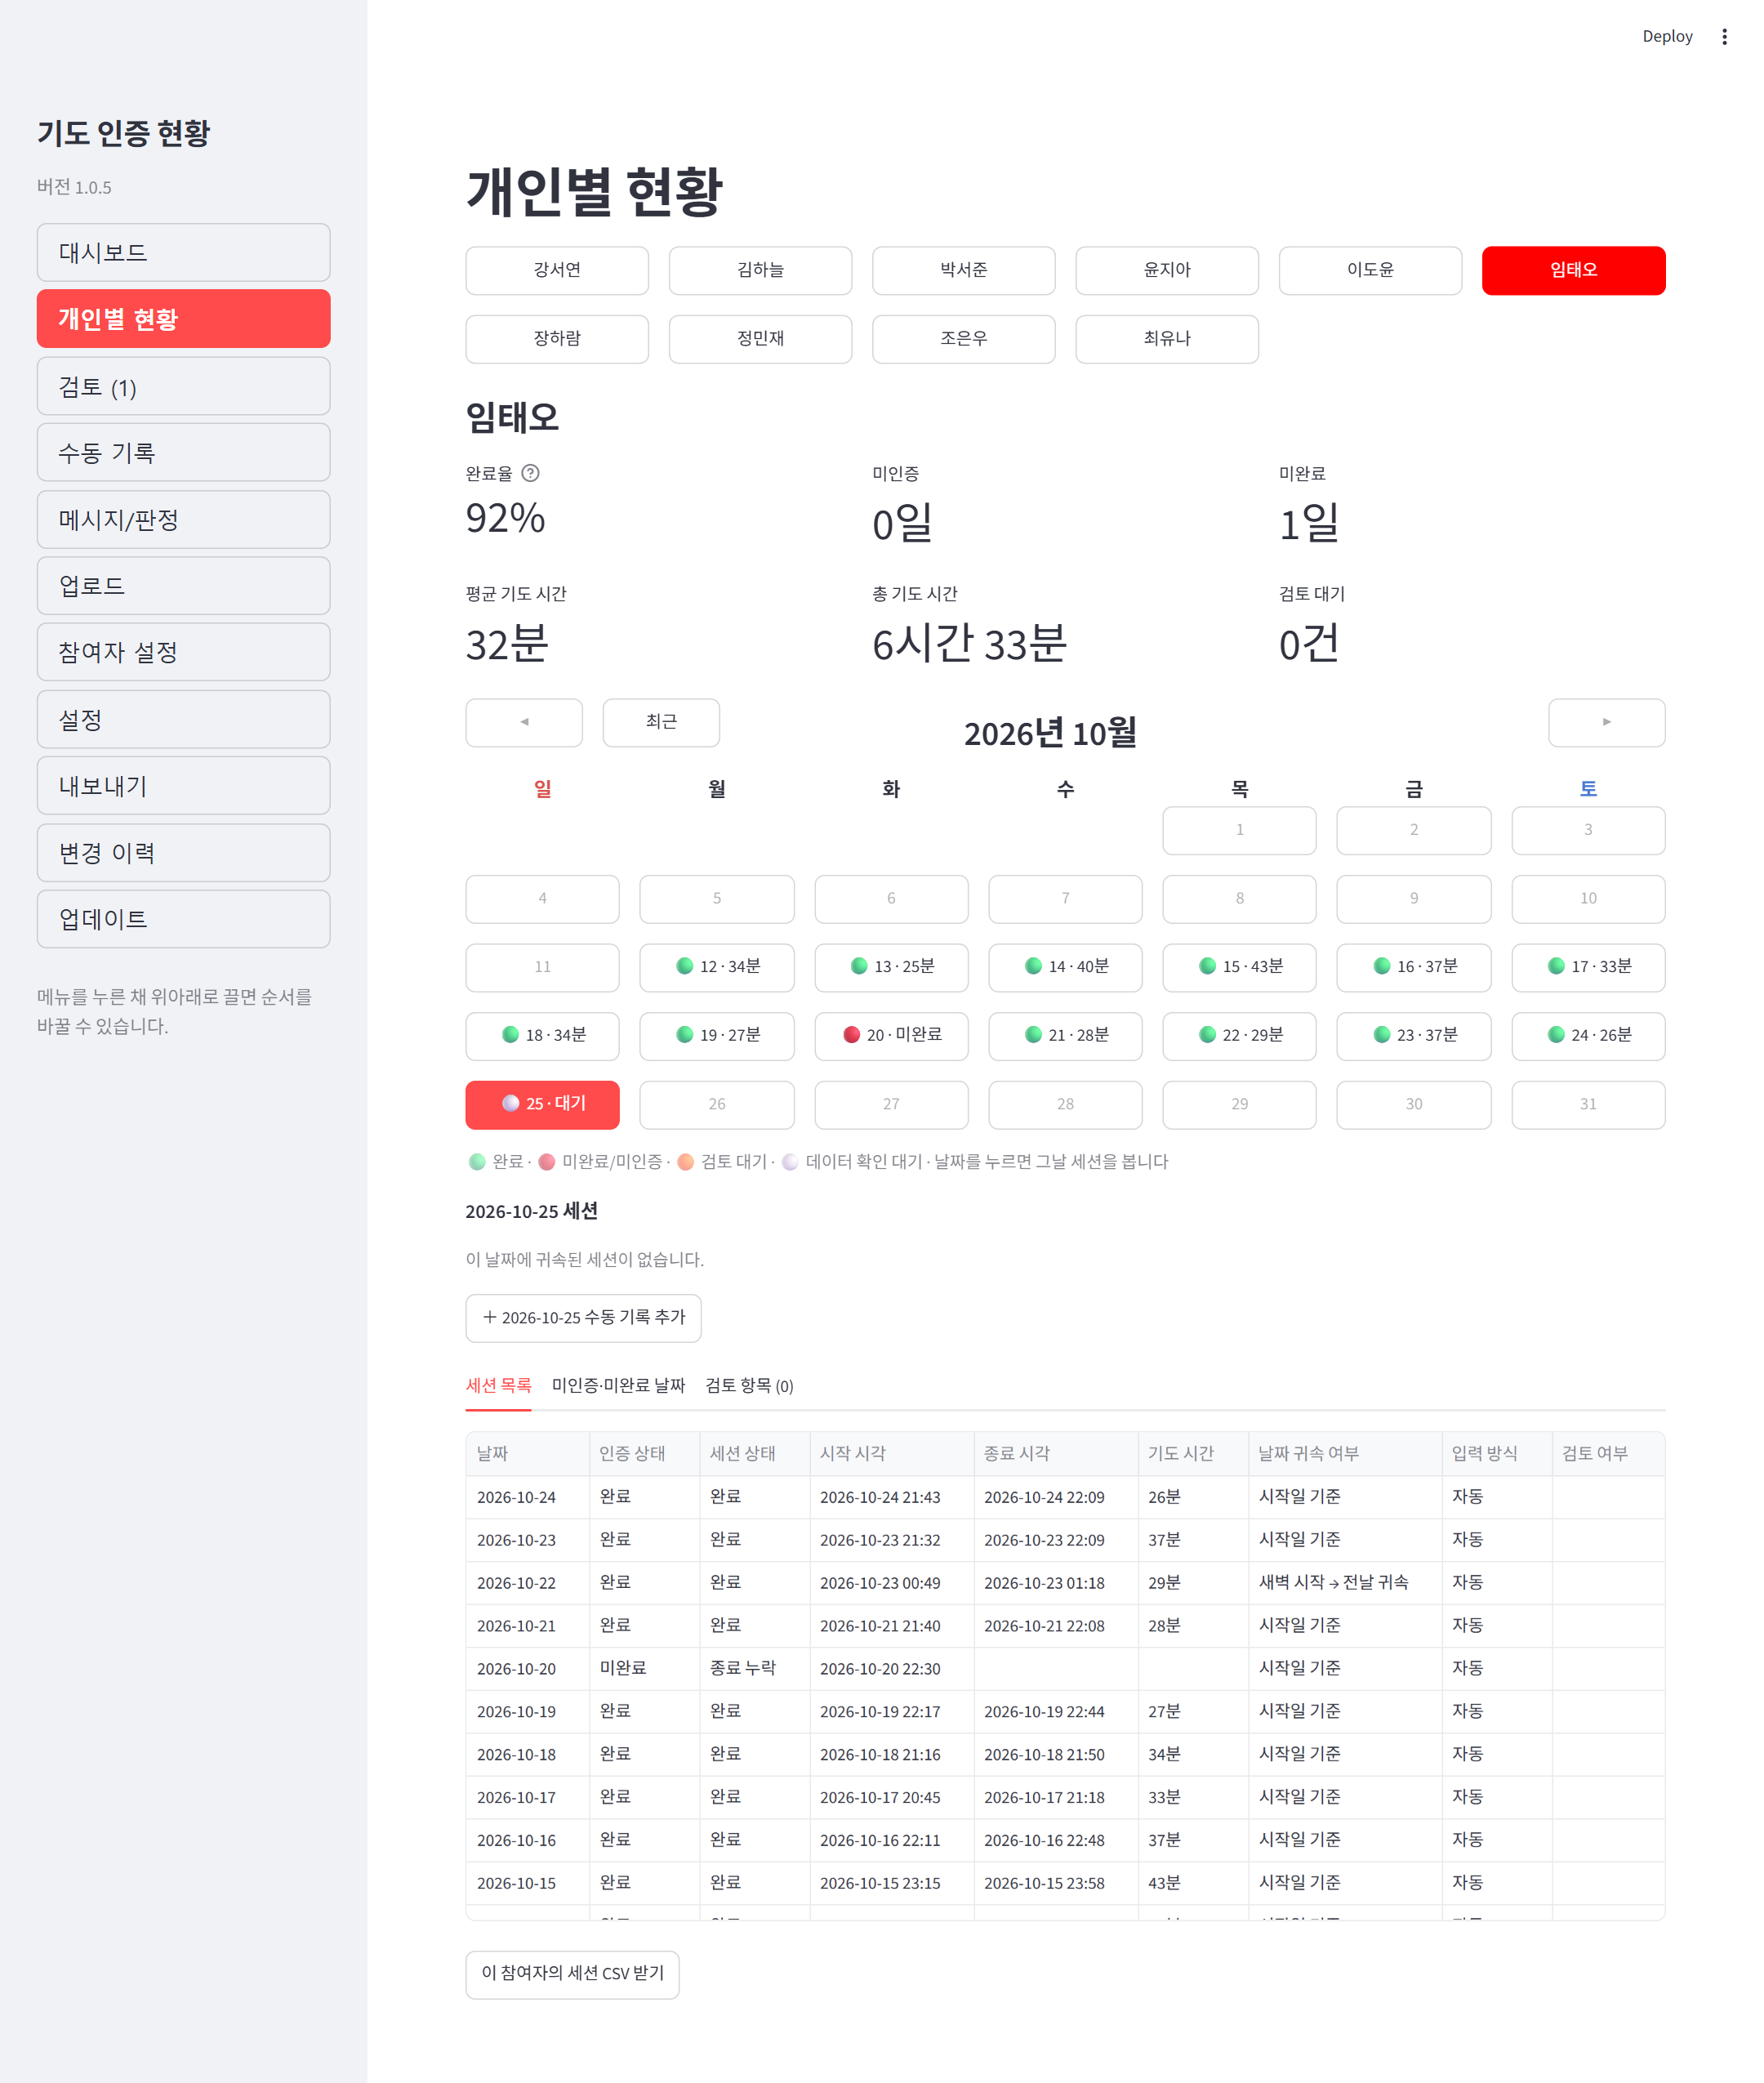 Deploy
기도 인증 현황
버전 1.0.5
대시보드
개인별 현황
검토 (1)
수동 기록
메시지/판정
업로드
참여자 설정
설정
내보내기
변경 이력
업데이트
메뉴를 누른 채 위아래로 끌면 순서를
바꿀 수 있습니다.
개인별 현황
강서연 김하늘 박서준 윤지아 이도윤 임태오
장하람 정민재 조은우 최유나
임태오
완료율 미인증 미완료
92% 0일 1일
평균 기도 시간 총 기도 시간 검토 대기
32분 6시간 33분 0건
◂ 최근 2026년 10월 ▸
일 월 화 수 목 금 토
1 2 3
4 5 6 7 8 9 10
11 12 · 34분 13 · 25분 14 · 40분 15 · 43분 16 · 37분 17 · 33분
18 · 34분 19 · 27분 20 · 미완료 21 · 28분 22 · 29분 23 · 37분 24 · 26분
25 · 대기 26 27 28 29 30 31
완료 · 미완료/미인증 · 검토 대기 · 데이터 확인 대기 · 날짜를 누르면 그날 세션을 봅니다
2026-10-25 세션
이 날짜에 귀속된 세션이 없습니다.
+ 2026-10-25 수동 기록 추가
세션 목록 미인증·미완료 날짜 검토 항목 (0)
날짜 인증 상태 세션 상태 시작 시각 종료 시각 기도 시간 날짜 귀속 여부 입력 방식 검토 여부
2026-10-24 완료 완료 2026-10-24 21:43 2026-10-24 22:09 26분 시작일 기준 자동
2026-10-23 완료 완료 2026-10-23 21:32 2026-10-23 22:09 37분 시작일 기준 자동
2026-10-22 완료 완료 2026-10-23 00:49 2026-10-23 01:18 29분 새벽 시작 → 전날 귀속 자동
2026-10-21 완료 완료 2026-10-21 21:40 2026-10-21 22:08 28분 시작일 기준 자동
2026-10-20 미완료 종료 누락 2026-10-20 22:30 시작일 기준 자동
2026-10-19 완료 완료 2026-10-19 22:17 2026-10-19 22:44 27분 시작일 기준 자동
2026-10-18 완료 완료 2026-10-18 21:16 2026-10-18 21:50 34분 시작일 기준 자동
2026-10-17 완료 완료 2026-10-17 20:45 2026-10-17 21:18 33분 시작일 기준 자동
2026-10-16 완료 완료 2026-10-16 22:11 2026-10-16 22:48 37분 시작일 기준 자동
2026-10-15 완료 완료 2026-10-15 23:15 2026-10-15 23:58 43분 시작일 기준 자동
이 참여자의 세션 CSV 받기